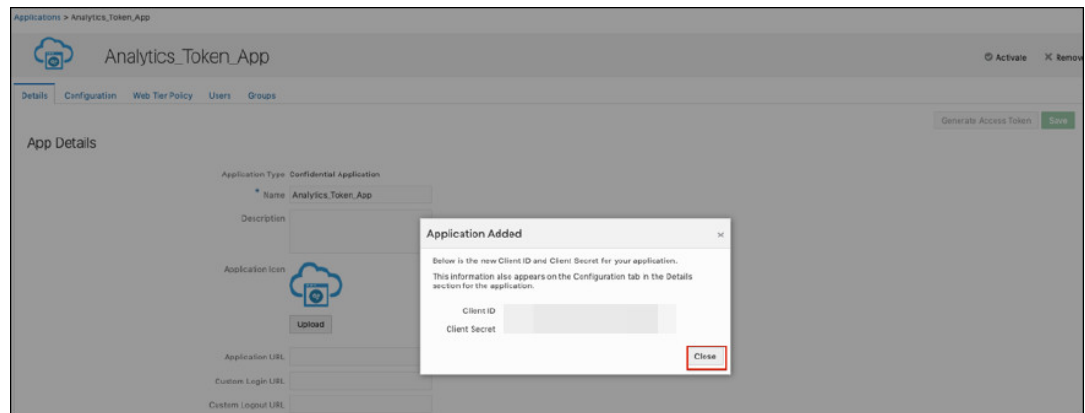 Applications > Analytics_Token_App
Analytics_Token_App
Activate
Remov
Details Configuration Web Tier Policy Users Groups
Generate Access Token Save
App Details
Application Type Confidential Application
* Name Analytics_Token_App
Description
Application Icon
Upload
Application URL
Custom Login URL
Custom Logout URL
Application Added
Below is the new Client ID and Client Secret for your application.
This information also appears on the Configuration tab in the Details
section for the application.
Client ID
Client Secret
Close